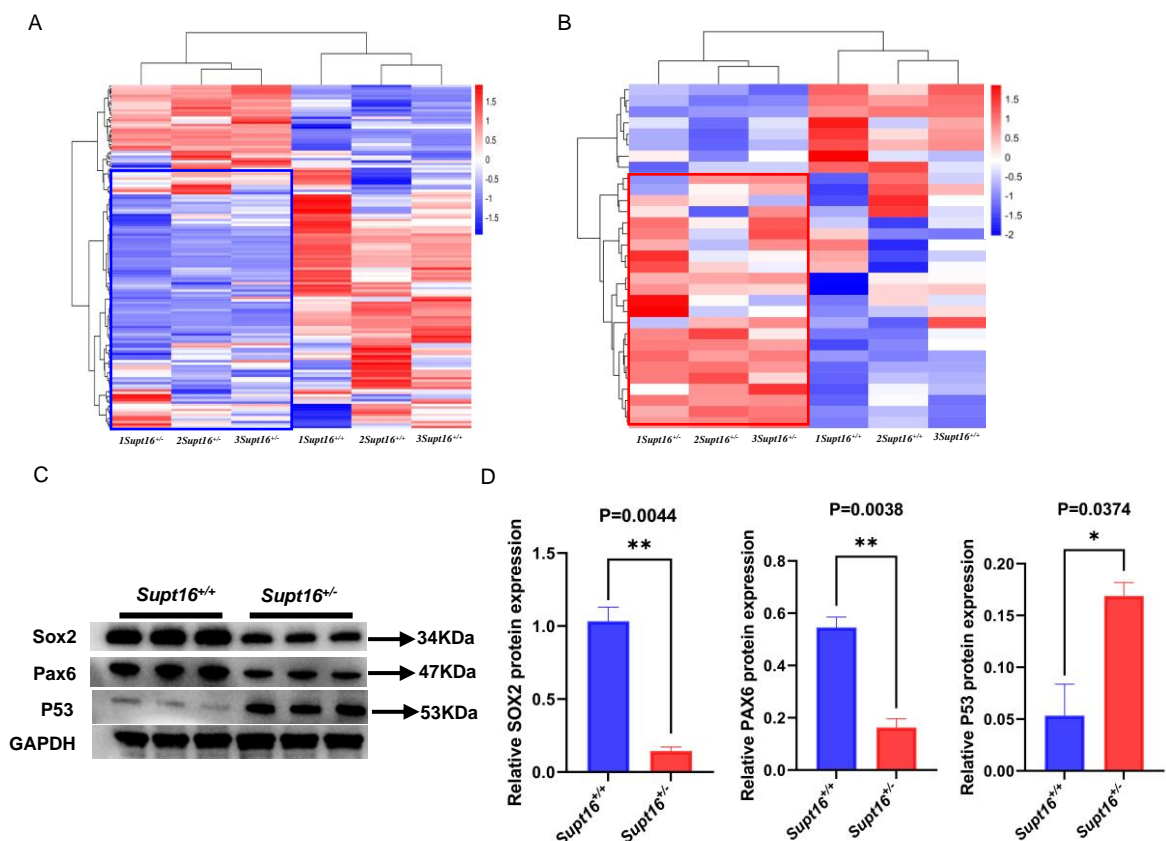 A
B
1.5
1
0.5
0
-0.5
-1
-1.5
1.5
1
0.5
0
-0.5
-1
-1.5
-2
1Supt16+/- 2Supt16+/- 3Supt16+/- 1Supt16+/+ 2Supt16+/+ 3Supt16+/+
1Supt16+/- 2Supt16+/- 3Supt16+/- 1Supt16+/+ 2Supt16+/+ 3Supt16+/+
C
Supt16+/+ Supt16+/-
Sox2 34KDa
Pax6 47KDa
P53 53KDa
GAPDH
D
P=0.0044
**
Relative SOX2 protein expression
1.5
1.0
0.5
0.0
Supt16+/+ Supt16+/-
P=0.0038
**
Relative PAX6 protein expression
0.8
0.6
0.4
0.2
0.0
Supt16+/+ Supt16+/-
P=0.0374
*
Relative P53 protein expression
0.20
0.15
0.10
0.05
0.00
Supt16+/+ Supt16+/-